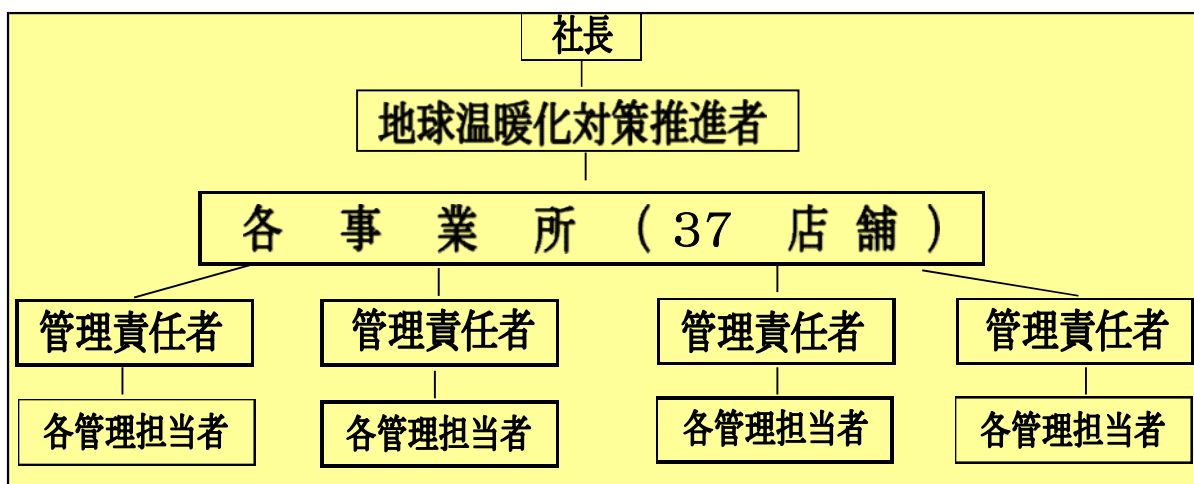 社長
地球温暖化対策推進者
各事業所(37店舗)
管理責任者 管理責任者 管理責任者 管理責任者
各管理担当者 各管理担当者 各管理担当者 各管理担当者